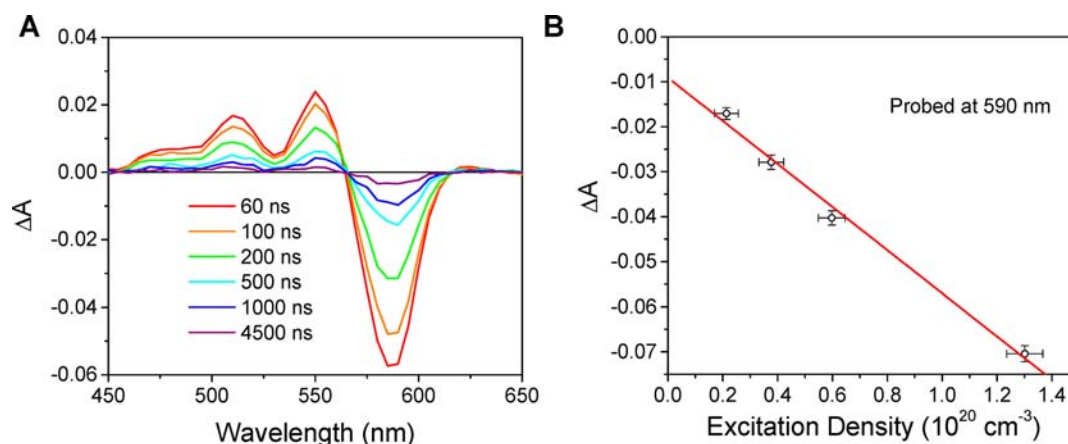 A
ΔA
0.04
0.02
0.00
-0.02
-0.04
-0.06
60 ns
100 ns
200 ns
500 ns
1000 ns
4500 ns
450
500
550
600
650
Wavelength (nm)
B
ΔA
0.00
-0.01
-0.02
-0.03
-0.04
-0.05
-0.06
-0.07
Probed at 590 nm
0.0
0.2
0.4
0.6
0.8
1.0
1.2
1.4
Excitation Density (10²⁰ cm⁻³)